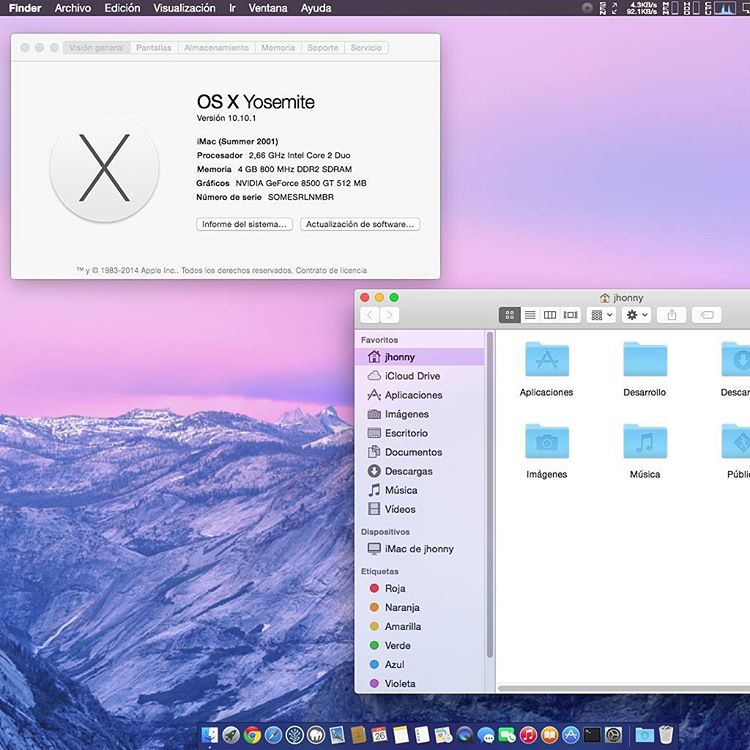 Finder Archivo Edición Visualización Ir Ventana Ayuda
4.3KB/s
92.1KB/s
Visión general Pantallas Almacenamiento Memoria Soporte Servicio
OS X Yosemite
Versión 10.10.1
iMac (Summer 2001)
Procesador 2,66 GHz Intel Core 2 Duo
Memoria 4 GB 800 MHz DDR2 SDRAM
Gráficos NVIDIA GeForce 8500 GT 512 MB
Número de serie SOMESRLNMBR
Informe del sistema... Actualización de software...
™ y © 1983-2014 Apple Inc.. Todos los derechos reservados. Contrato de licencia
jhonny
Favoritos
jhonny
iCloud Drive
Aplicaciones
Imágenes
Escritorio
Documentos
Descargas
Música
Vídeos
Dispositivos
iMac de jhonny
Etiquetas
Roja
Naranja
Amarilla
Verde
Azul
Violeta
Aplicaciones Desarrollo Descar
Imágenes Música Públi
26